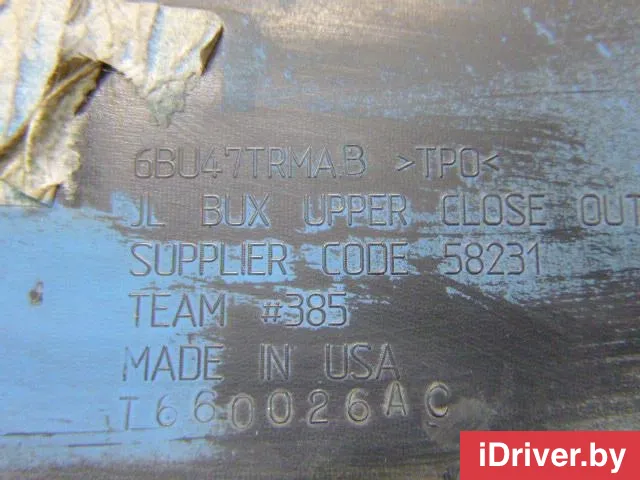 6BU47TRMA.B >TPO<
JL BUX UPPER CLOSE OUT
SUPPLIER CODE 58231
TEAM #385
MADE IN USA
T660026AC
iDriver.by